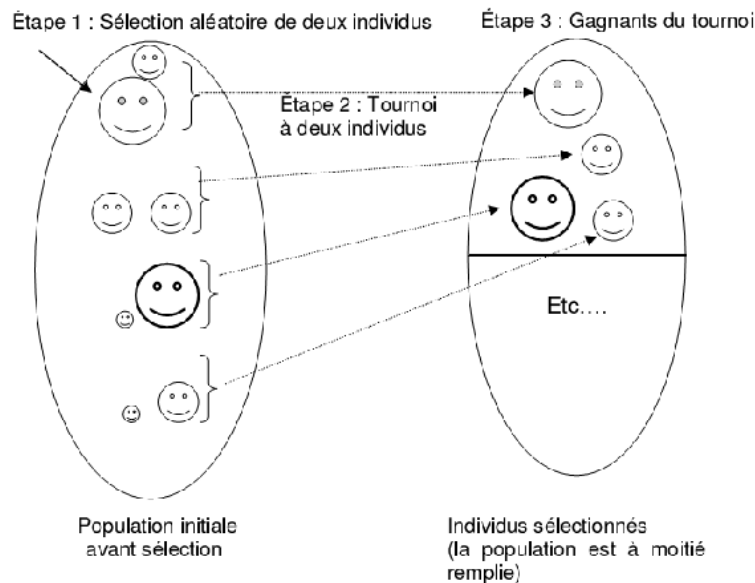 Étape 1 : Sélection aléatoire de deux individus
Étape 3 : Gagnants du tournoi
Étape 2 : Tournoi
à deux individus
Etc....
Population initiale
avant sélection
Individus sélectionnés
(la population est à moitié
remplie)